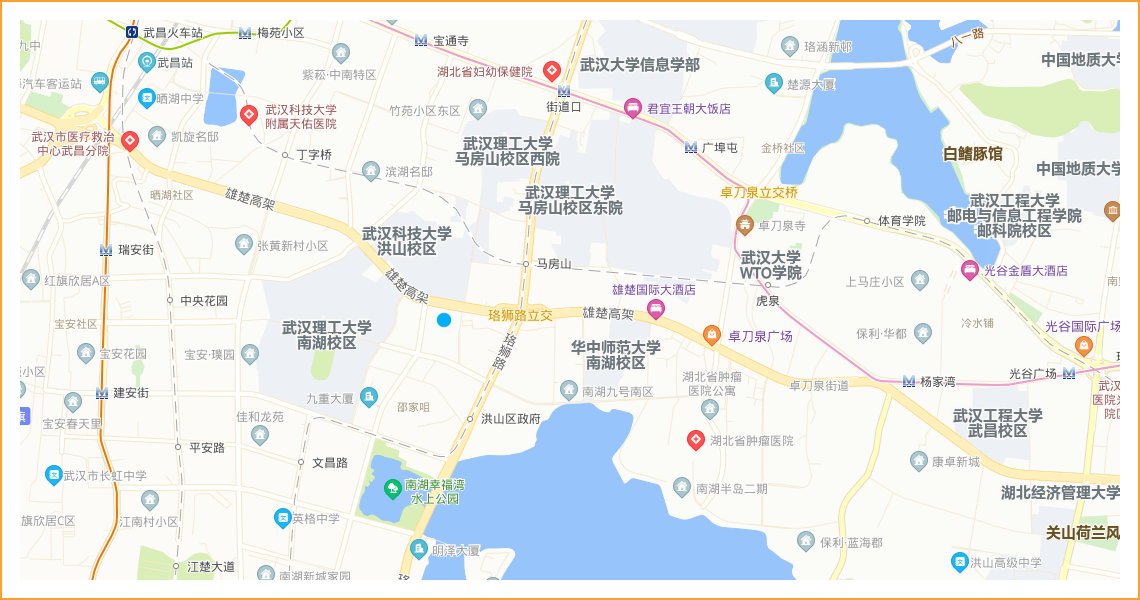 武昌火车站
梅苑小区
宝通寺
八一路
九中
珞涵新邨
武昌站
紫菘·中南特区
湖北省妇幼保健院
武汉大学信息学部
中国地质大学
汽车客运站
楚源大厦
晒湖中学
街道口
君宜王朝大饭店
武汉科技大学
附属天佑医院
竹苑小区东区
武汉市医疗救治
中心武昌分院
凯旋名邸
武汉理工大学
马房山校区西院
广埠屯
金桥社区
白鳍豚馆
丁字桥
滨湖名邸
中国地质大
晒湖社区
雄楚高架
武汉理工大学
马房山校区东院
卓刀泉立交桥
武汉工程大学
邮电与信息工程学院
邮科院校区
体育学院
卓刀泉寺
武汉科技大学
洪山校区
瑞安街
张黄新村小区
马房山
武汉大学
WTO学院
光谷金盾大酒店
红旗欣居A区
雄楚高架
雄楚国际大酒店
上马庄小区
南
中央花园
虎泉
珞狮路立交
雄楚高架
宝安社区
武汉理工大学
南湖校区
冷水铺
光谷国际广场
卓刀泉广场
保利·华都
珞狮路
华中师范大学
南湖校区
宝安花园
宝安·璞园
小区
湖北省肿瘤
医院公寓
卓刀泉街道
杨家湾
光谷广场
建安街
南湖九号南区
武汉
医院
院
九重大厦
邵家咀
宝安春天里
佳和龙苑
洪山区政府
武汉工程大学
武昌校区
平安路
湖北省肿瘤医院
文昌路
康卓新城
武汉市长虹中学
南湖幸福湾
水上公园
南湖半岛二期
湖北经济管理大学
旗欣居C区
江南村小区
英格中学
关山荷兰风
明泽大厦
保利·蓝海郡
江楚大道
南湖新城家园
珞
洪山高级中学